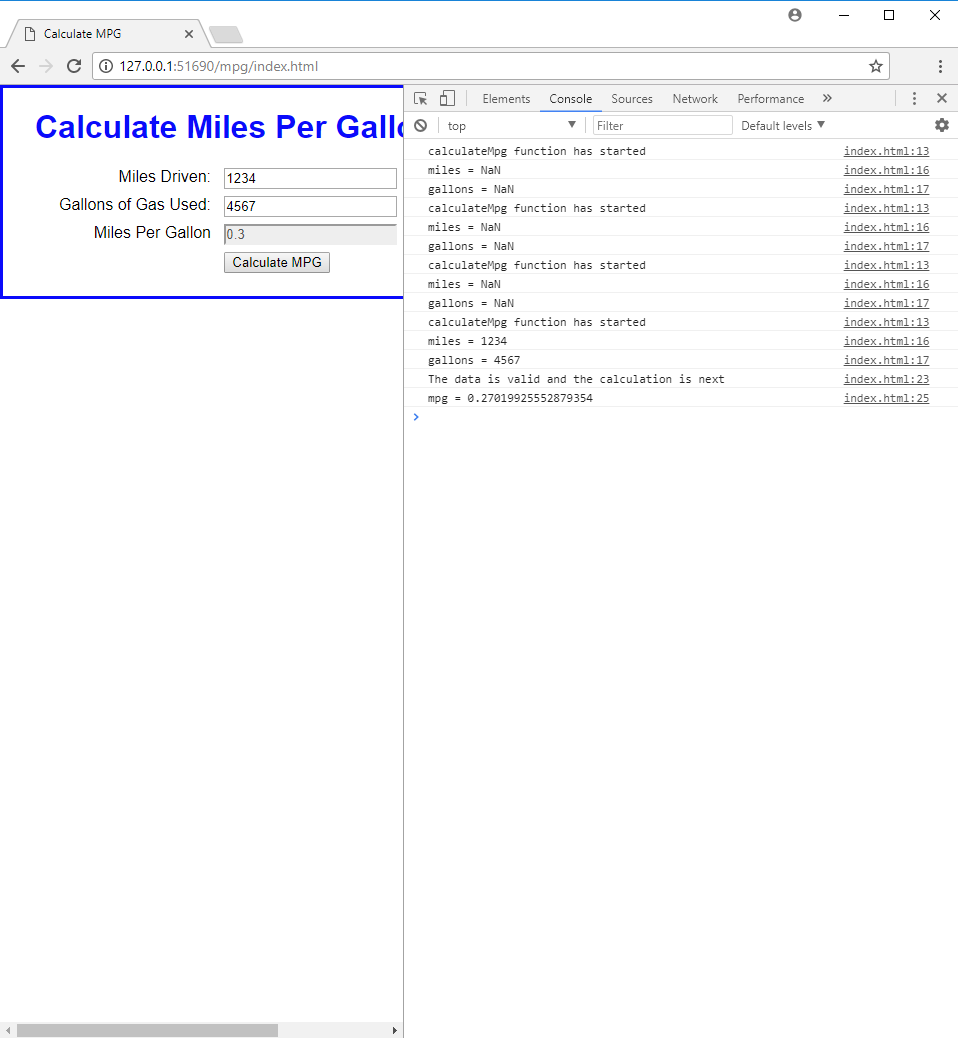 Calculate MPG
127.0.0.1:51690/mpg/index.html
Calculate Miles Per Gallo
Miles Driven: 1234
Gallons of Gas Used: 4567
Miles Per Gallon 0.3
Calculate MPG
Elements Console Sources Network Performance »
top Filter Default levels
calculateMpg function has started index.html:13
miles = NaN index.html:16
gallons = NaN index.html:17
calculateMpg function has started index.html:13
miles = NaN index.html:16
gallons = NaN index.html:17
calculateMpg function has started index.html:13
miles = NaN index.html:16
gallons = NaN index.html:17
calculateMpg function has started index.html:13
miles = 1234 index.html:16
gallons = 4567 index.html:17
The data is valid and the calculation is next index.html:23
mpg = 0.27019925552879354 index.html:25